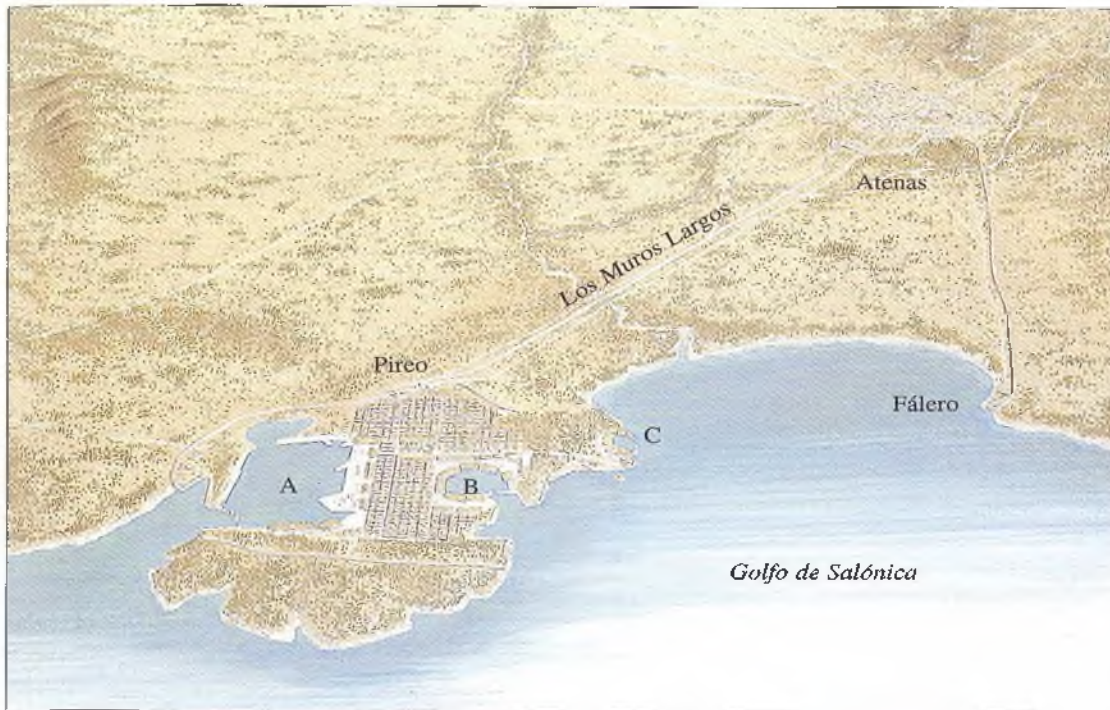 Atenas
Los Muros Largos
Pireo
Fálero
C
A
B
Golfo de Salónica